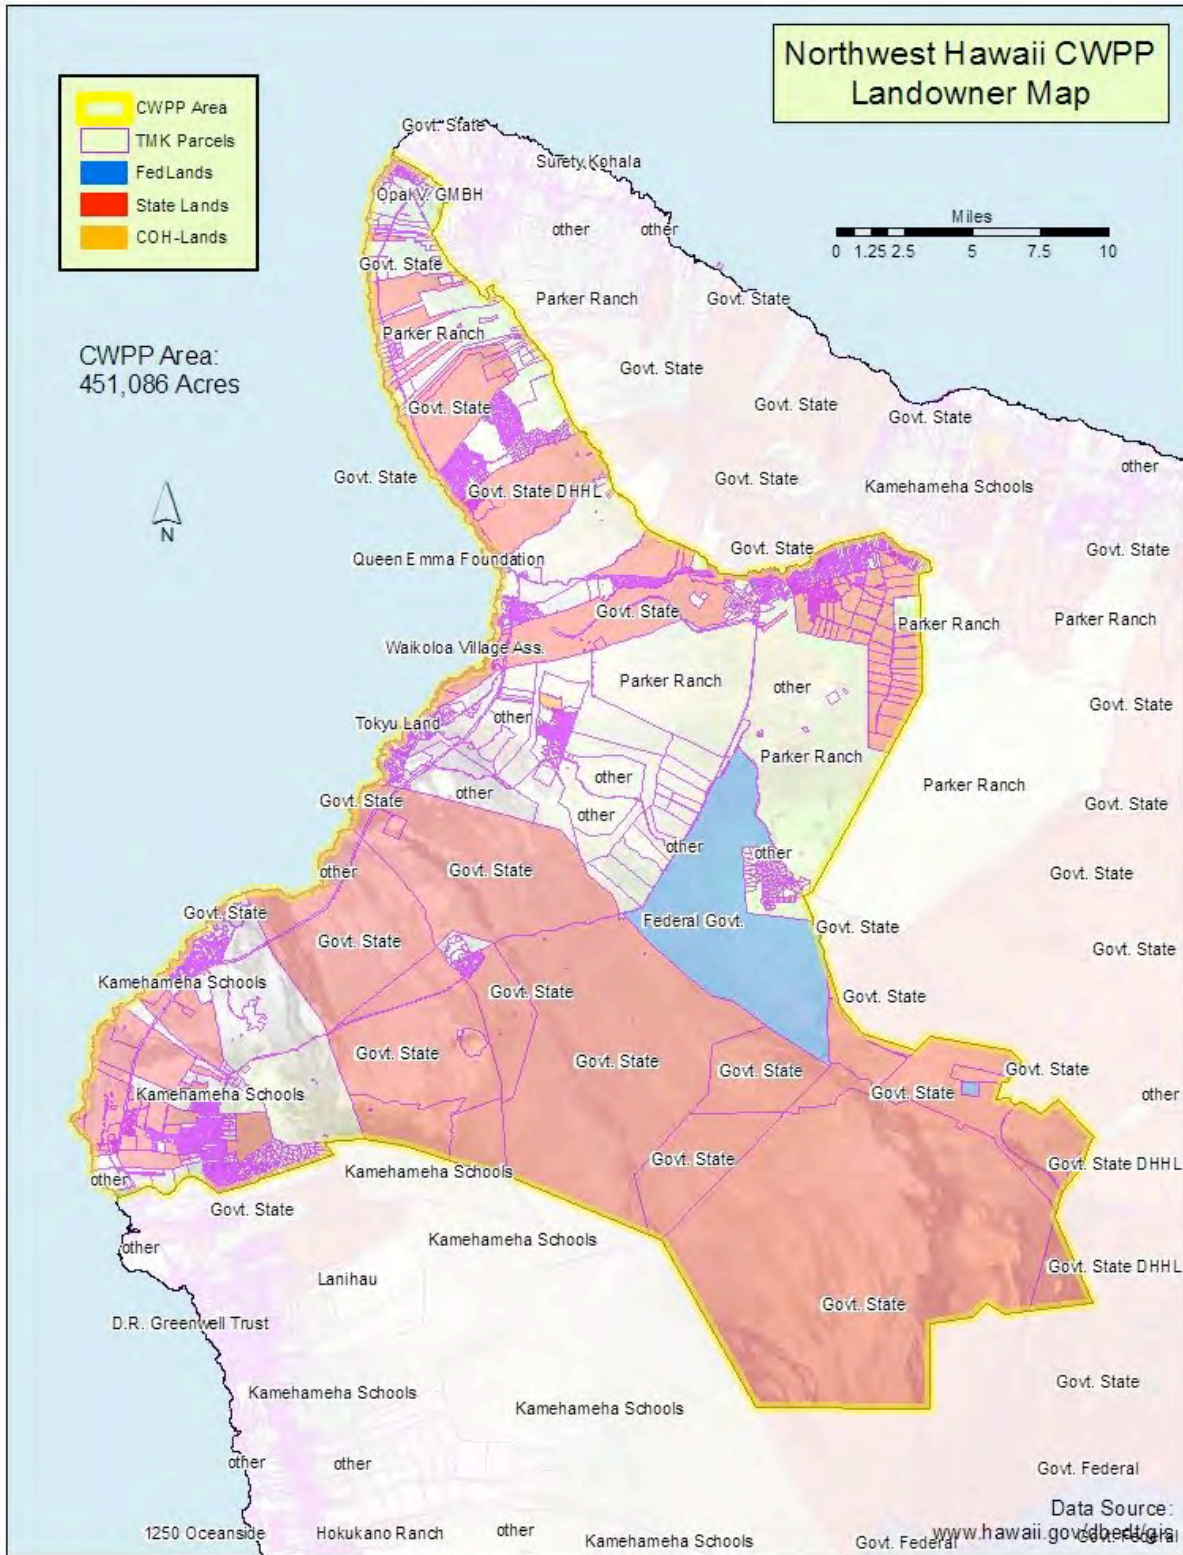 Northwest Hawaii CWPP
Landowner Map
CWPP Area
TMK Parcels
Fed Lands
State Lands
COH-Lands
Miles
0 1.25 2.5 5 7.5 10
CWPP Area:
451,086 Acres
N
Govt. State
Surety Kohala
OpalV. GMBH
other
other
Govt. State
Parker Ranch
Govt. State
Parker Ranch
Govt. State
Govt. State
Govt. State
Govt. State
other
Govt. State
Govt. State
Kamehameha Schools
Govt. State DHHL
Govt. State
Govt. State
Queen Emma Foundation
Govt. State
Parker Ranch
Parker Ranch
Waikoloa Village Ass.
Parker Ranch
other
Govt. State
Tokyu Land
other
Parker Ranch
other
Parker Ranch
other
Govt. State
Govt. State
other
other
other
other
Govt. State
Govt. State
Govt. State
Federal Govt.
Govt. State
Govt. State
Govt. State
Kamehameha Schools
Govt. State
Govt. State
Govt. State
Govt. State
Govt. State
Govt. State
Kamehameha Schools
Govt. State
other
other
Kamehameha Schools
Govt. State
Govt. State DHHL
Govt. State
Kamehameha Schools
other
Lanihau
Govt. State DHHL
D.R. Greenwell Trust
Govt. State
Kamehameha Schools
Kamehameha Schools
Govt. State
other
other
Govt. Federal
Data Source:
www.hawaii.gov/dbedt/gis
1250 Oceanside
Hokukano Ranch
other
Kamehameha Schools
Govt. Federal
Govt. Federal